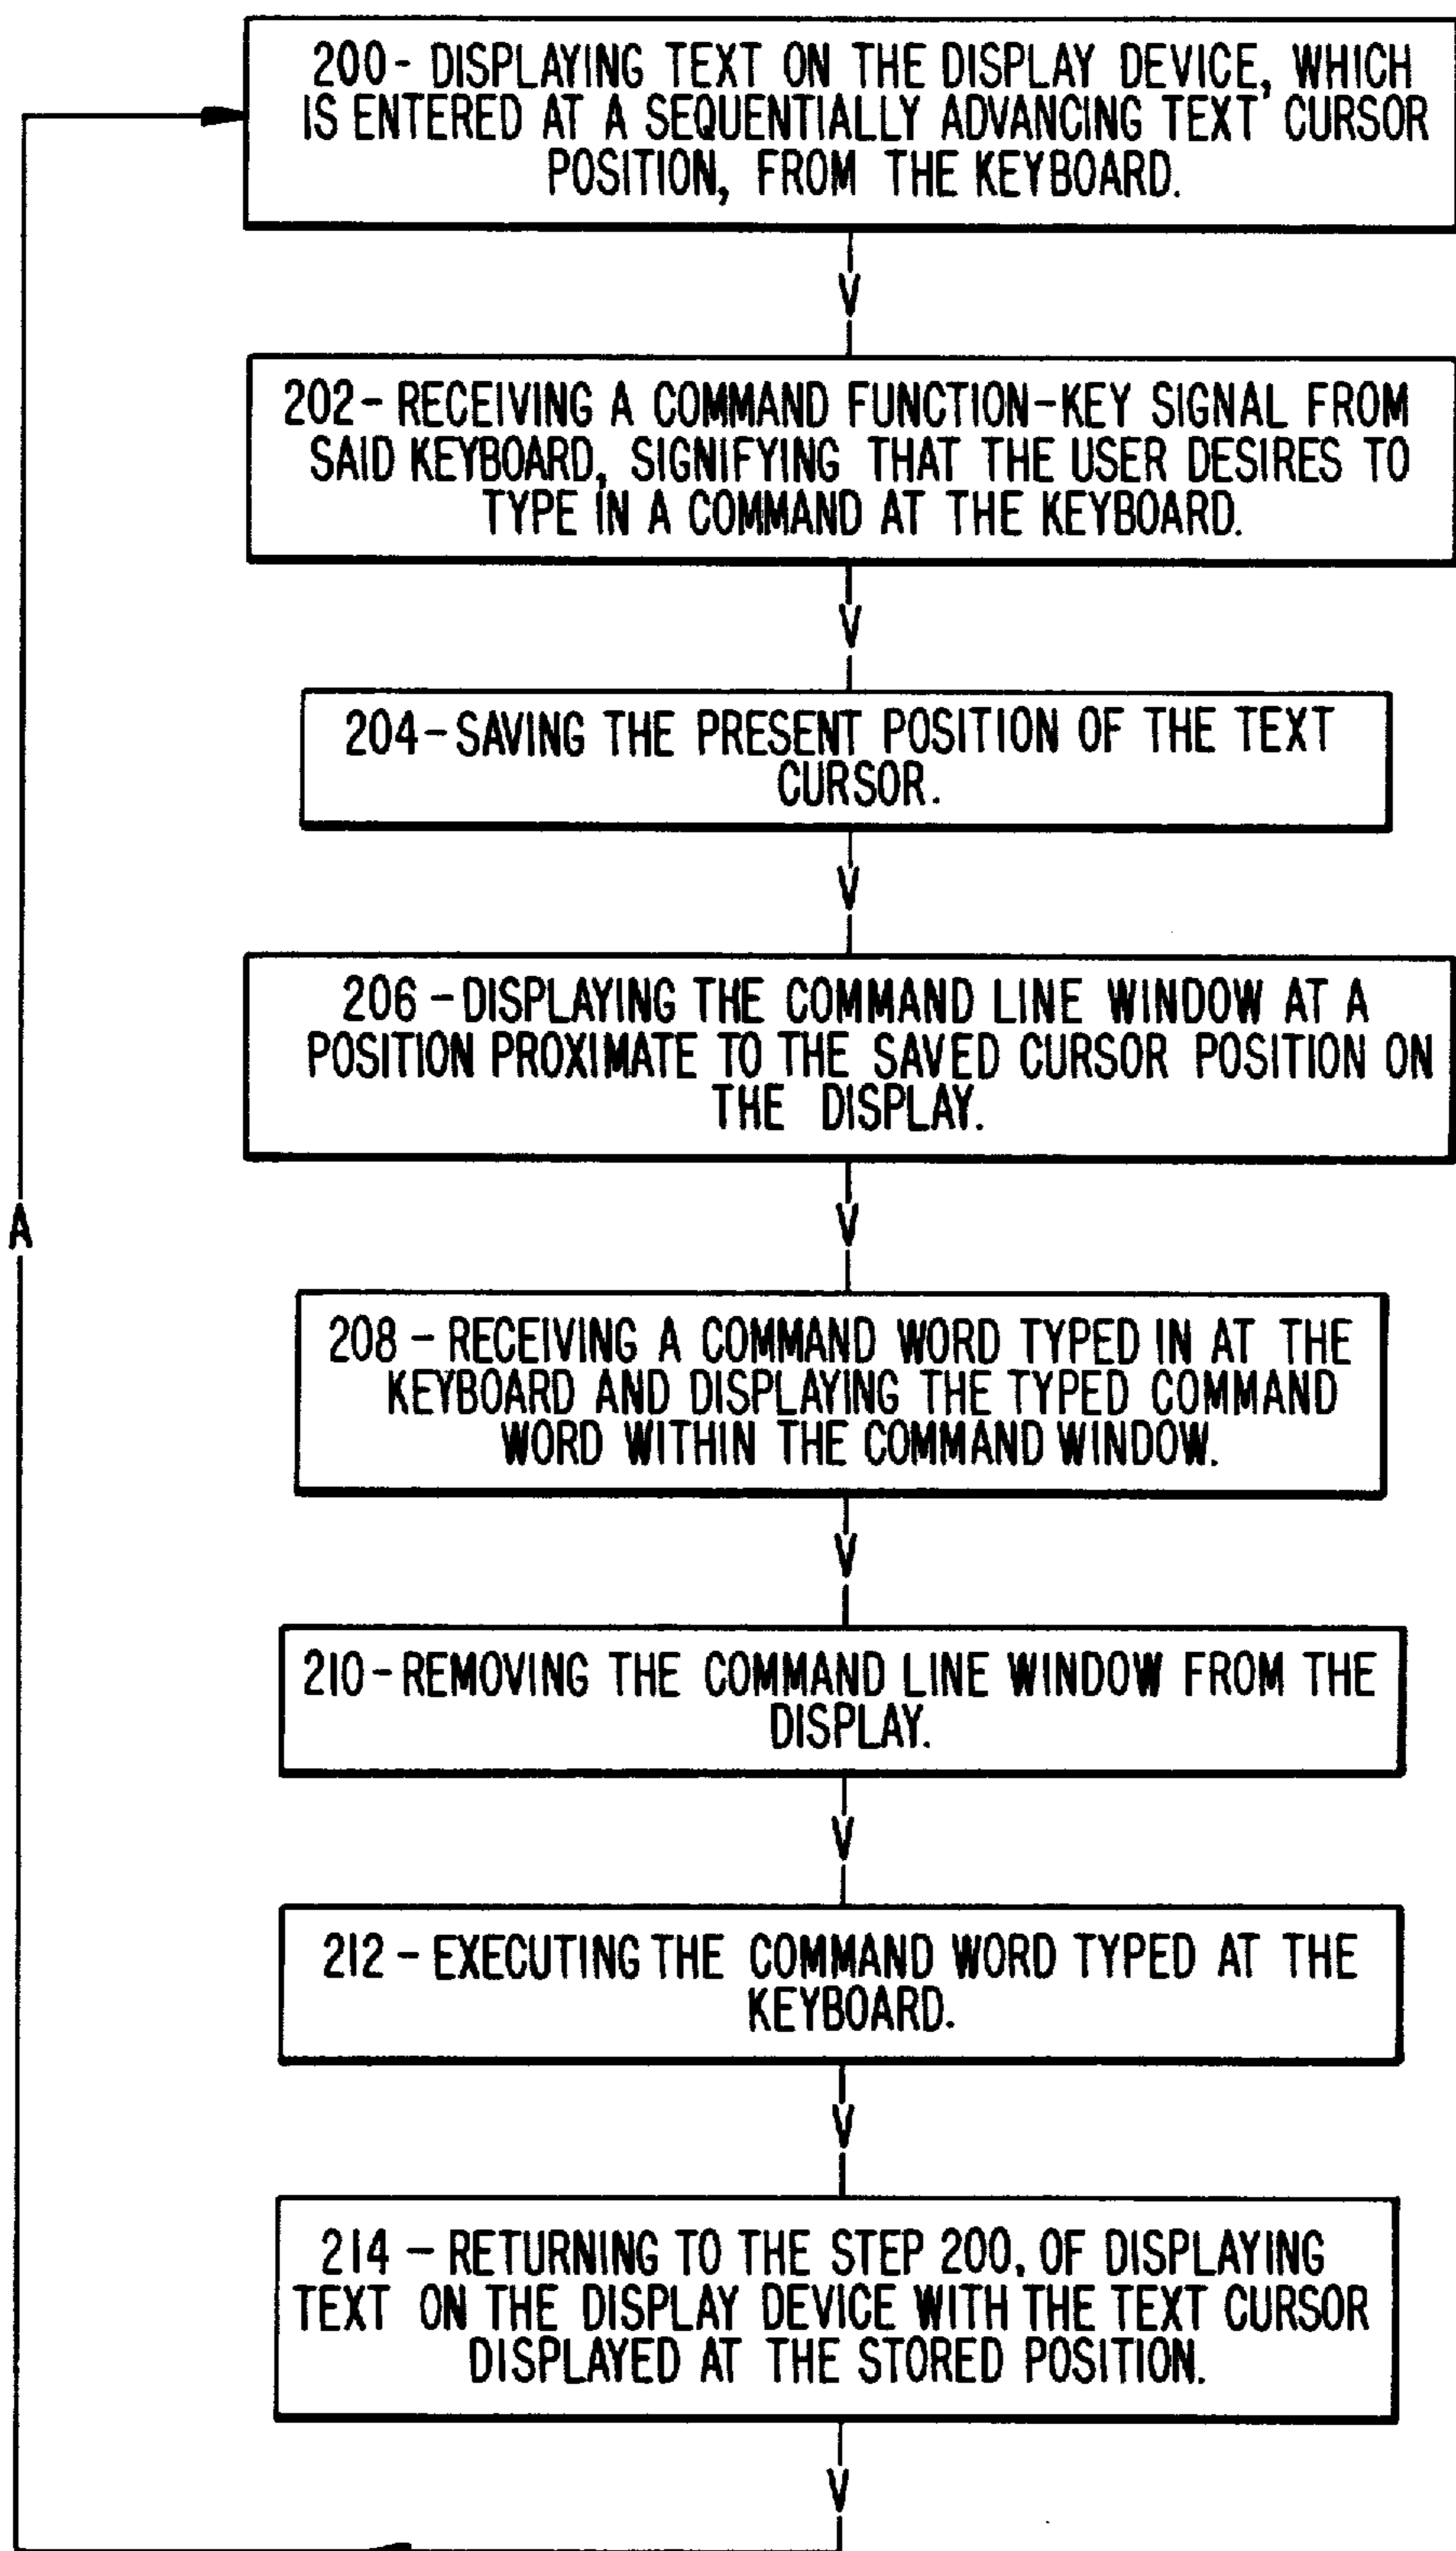 200- DISPLAYING TEXT ON THE DISPLAY DEVICE, WHICH
IS ENTERED AT A SEQUENTIALLY ADVANCING TEXT CURSOR
POSITION, FROM THE KEYBOARD.
V
202- RECEIVING A COMMAND FUNCTION-KEY SIGNAL FROM
SAID KEYBOARD, SIGNIFYING THAT THE USER DESIRES TO
TYPE IN A COMMAND AT THE KEYBOARD.
V
204- SAVING THE PRESENT POSITION OF THE TEXT
CURSOR.
V
206 - DISPLAYING THE COMMAND LINE WINDOW AT A
POSITION PROXIMATE TO THE SAVED CURSOR POSITION ON
THE DISPLAY.
V
A
208 - RECEIVING A COMMAND WORD TYPED IN AT THE
KEYBOARD AND DISPLAYING THE TYPED COMMAND
WORD WITHIN THE COMMAND WINDOW.
V
210- REMOVING THE COMMAND LINE WINDOW FROM THE
DISPLAY.
V
212 - EXECUTING THE COMMAND WORD TYPED AT THE
KEYBOARD.
V
214 - RETURNING TO THE STEP 200, OF DISPLAYING
TEXT ON THE DISPLAY DEVICE WITH THE TEXT CURSOR
DISPLAYED AT THE STORED POSITION.
V